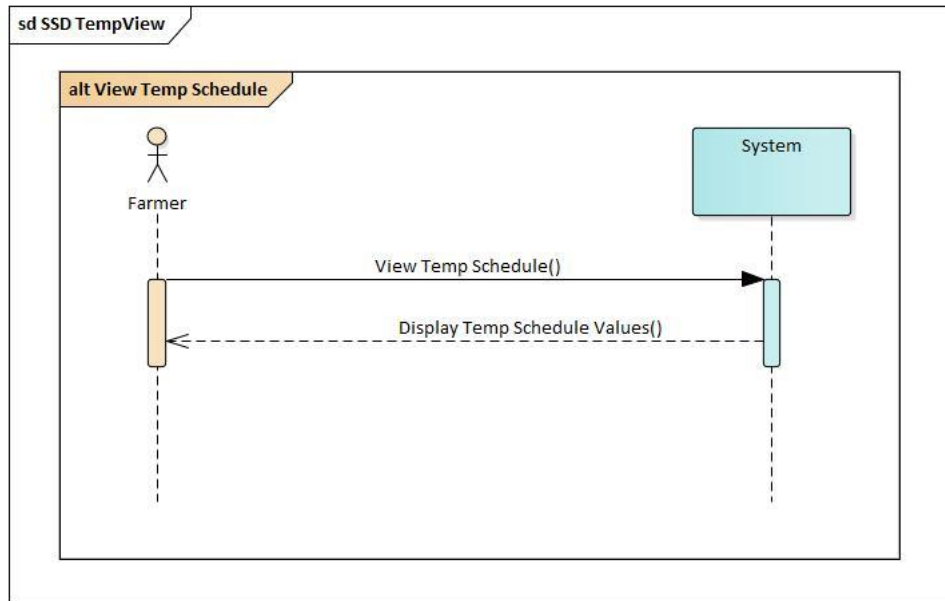 sd SSD TempView
alt View Temp Schedule
System
Farmer
View Temp Schedule()
Display Temp Schedule Values()